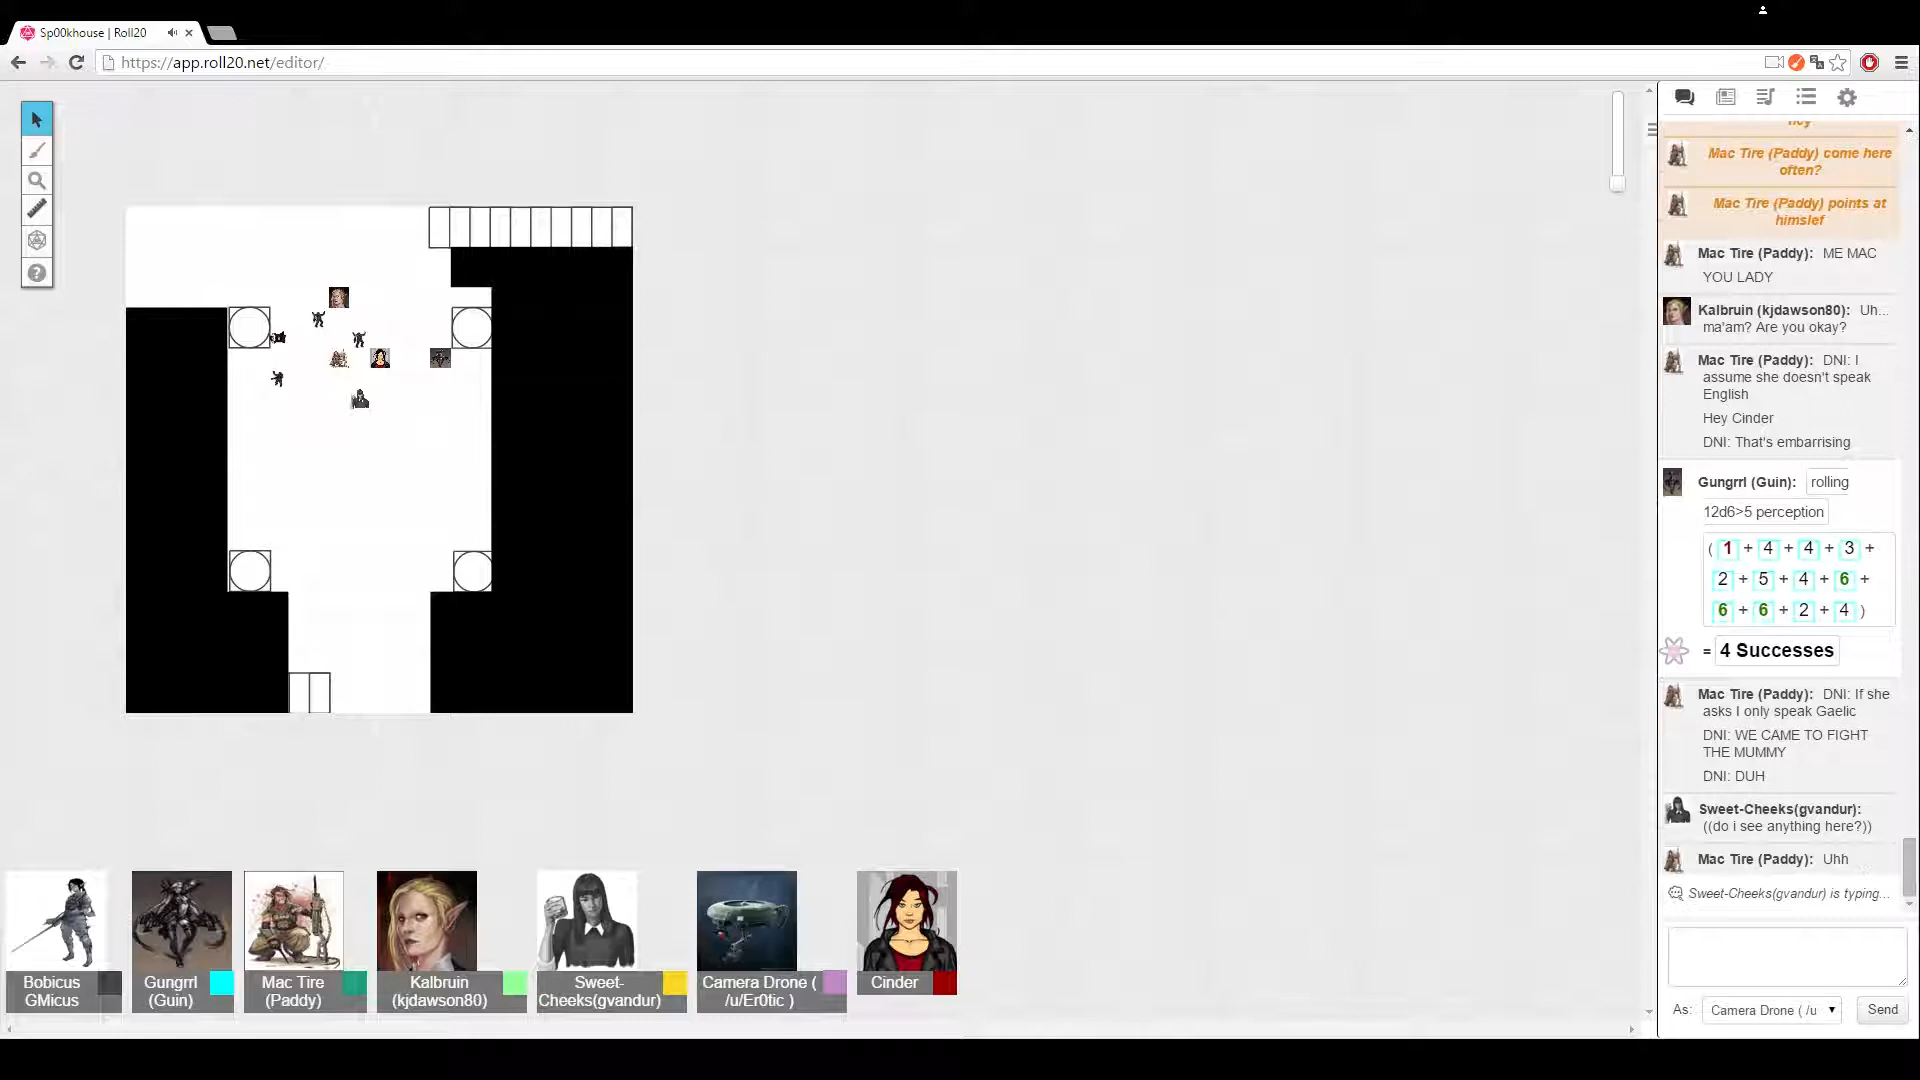 Sp00khouse | Roll20
https://app.roll20.net/editor/
hey
Mac Tire (Paddy) come here
often?
Mac Tire (Paddy) points at
himslef
Mac Tire (Paddy): ME MAC
YOU LADY
Kalbruin (kjdawson80): Uh...
ma'am? Are you okay?
Mac Tire (Paddy): DNI: I
assume she doesn't speak
English
Hey Cinder
DNI: That's embarrising
Gungrrl (Guin): rolling
12d6>5 perception
( 1 + 4 + 4 + 3 +
2 + 5 + 4 + 6 +
6 + 6 + 2 + 4 )
= 4 Successes
Mac Tire (Paddy): DNI: If she
asks I only speak Gaelic
DNI: WE CAME TO FIGHT
THE MUMMY
DNI: DUH
Sweet-Cheeks(gvandur):
((do i see anything here?))
Mac Tire (Paddy): Uhh
Sweet-Cheeks(gvandur) is typing...
As: Camera Drone ( /u
Send
Bobicus
GMicus
Gungrrl
(Guin)
Mac Tire
(Paddy)
Kalbruin
(kjdawson80)
Sweet-
Cheeks(gvandur)
Camera Drone (
/u/Er0tic )
Cinder